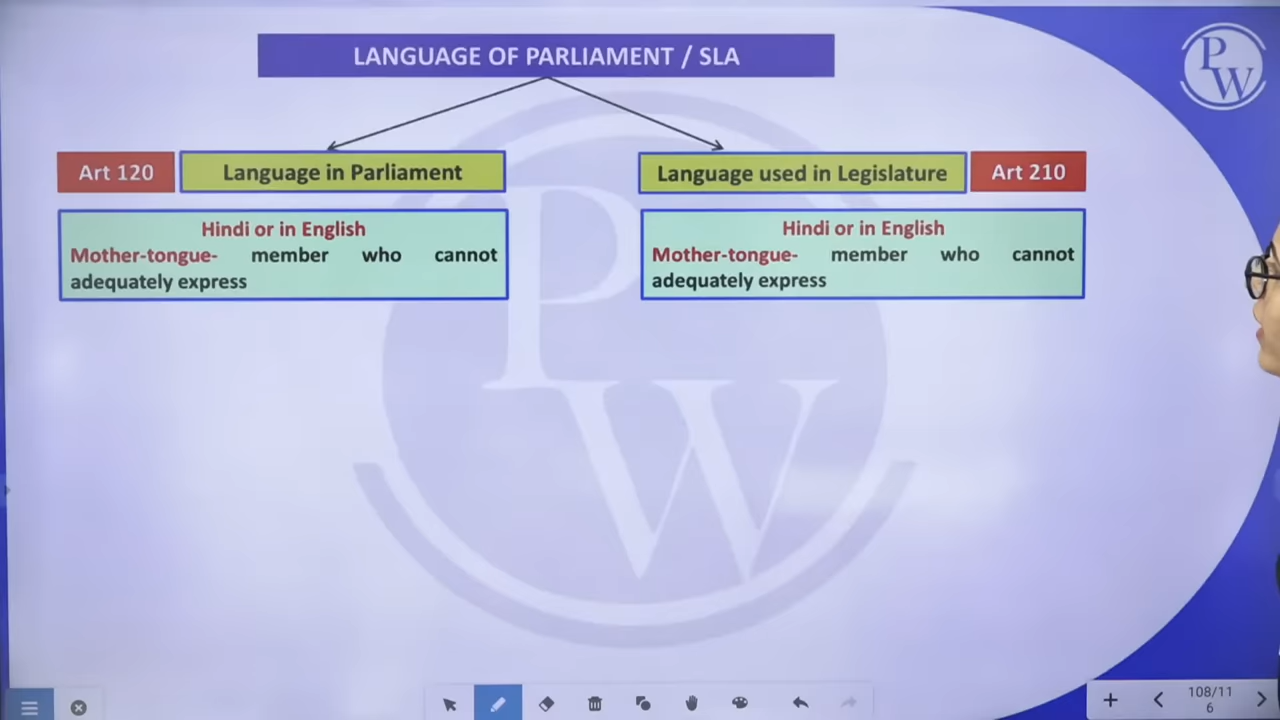 LANGUAGE OF PARLIAMENT / SLA
PW
Art 120
Language in Parliament
Language used in Legislature
Art 210
Hindi or in English
Mother-tongue- member who cannot
adequately express
Hindi or in English
Mother-tongue- member who cannot
adequately express
PW
108/11
6